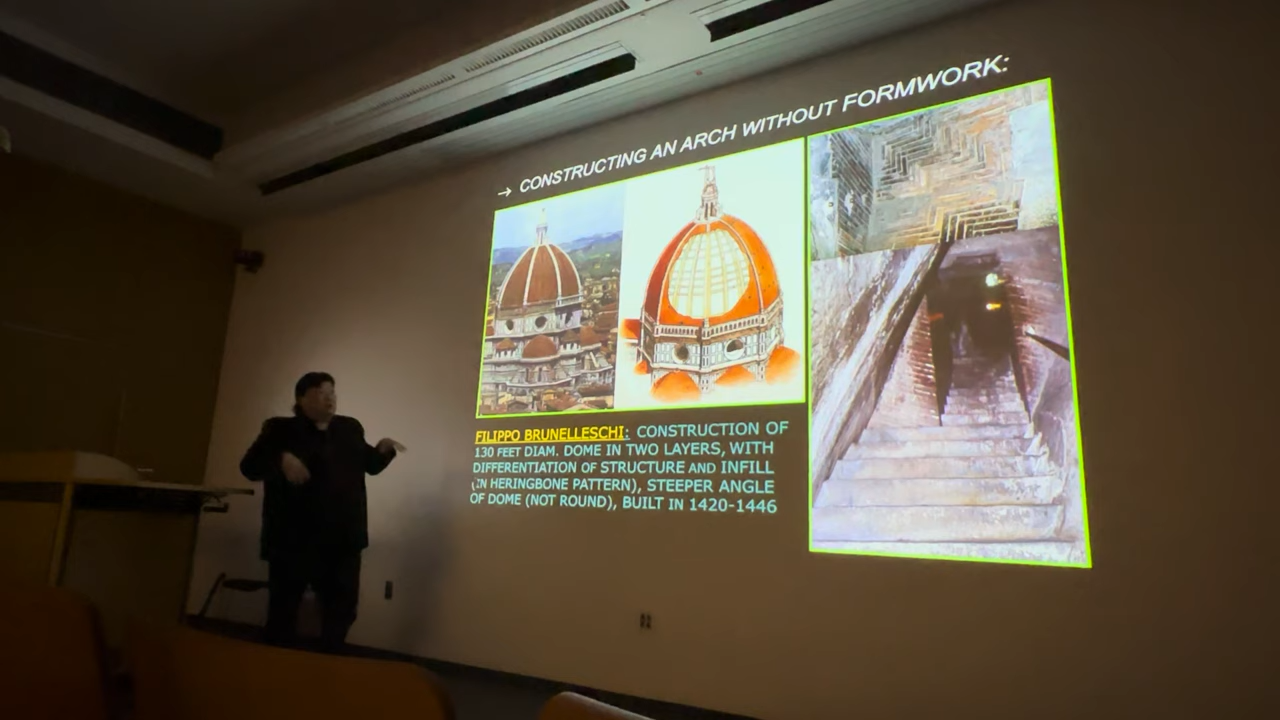 → CONSTRUCTING AN ARCH WITHOUT FORMWORK:
FILIPPO BRUNELLESCHI: CONSTRUCTION OF
130 FEET DIAM. DOME IN TWO LAYERS, WITH
DIFFERENTIATION OF STRUCTURE AND INFILL
(IN HERINGBONE PATTERN), STEEPER ANGLE
OF DOME (NOT ROUND), BUILT IN 1420-1446